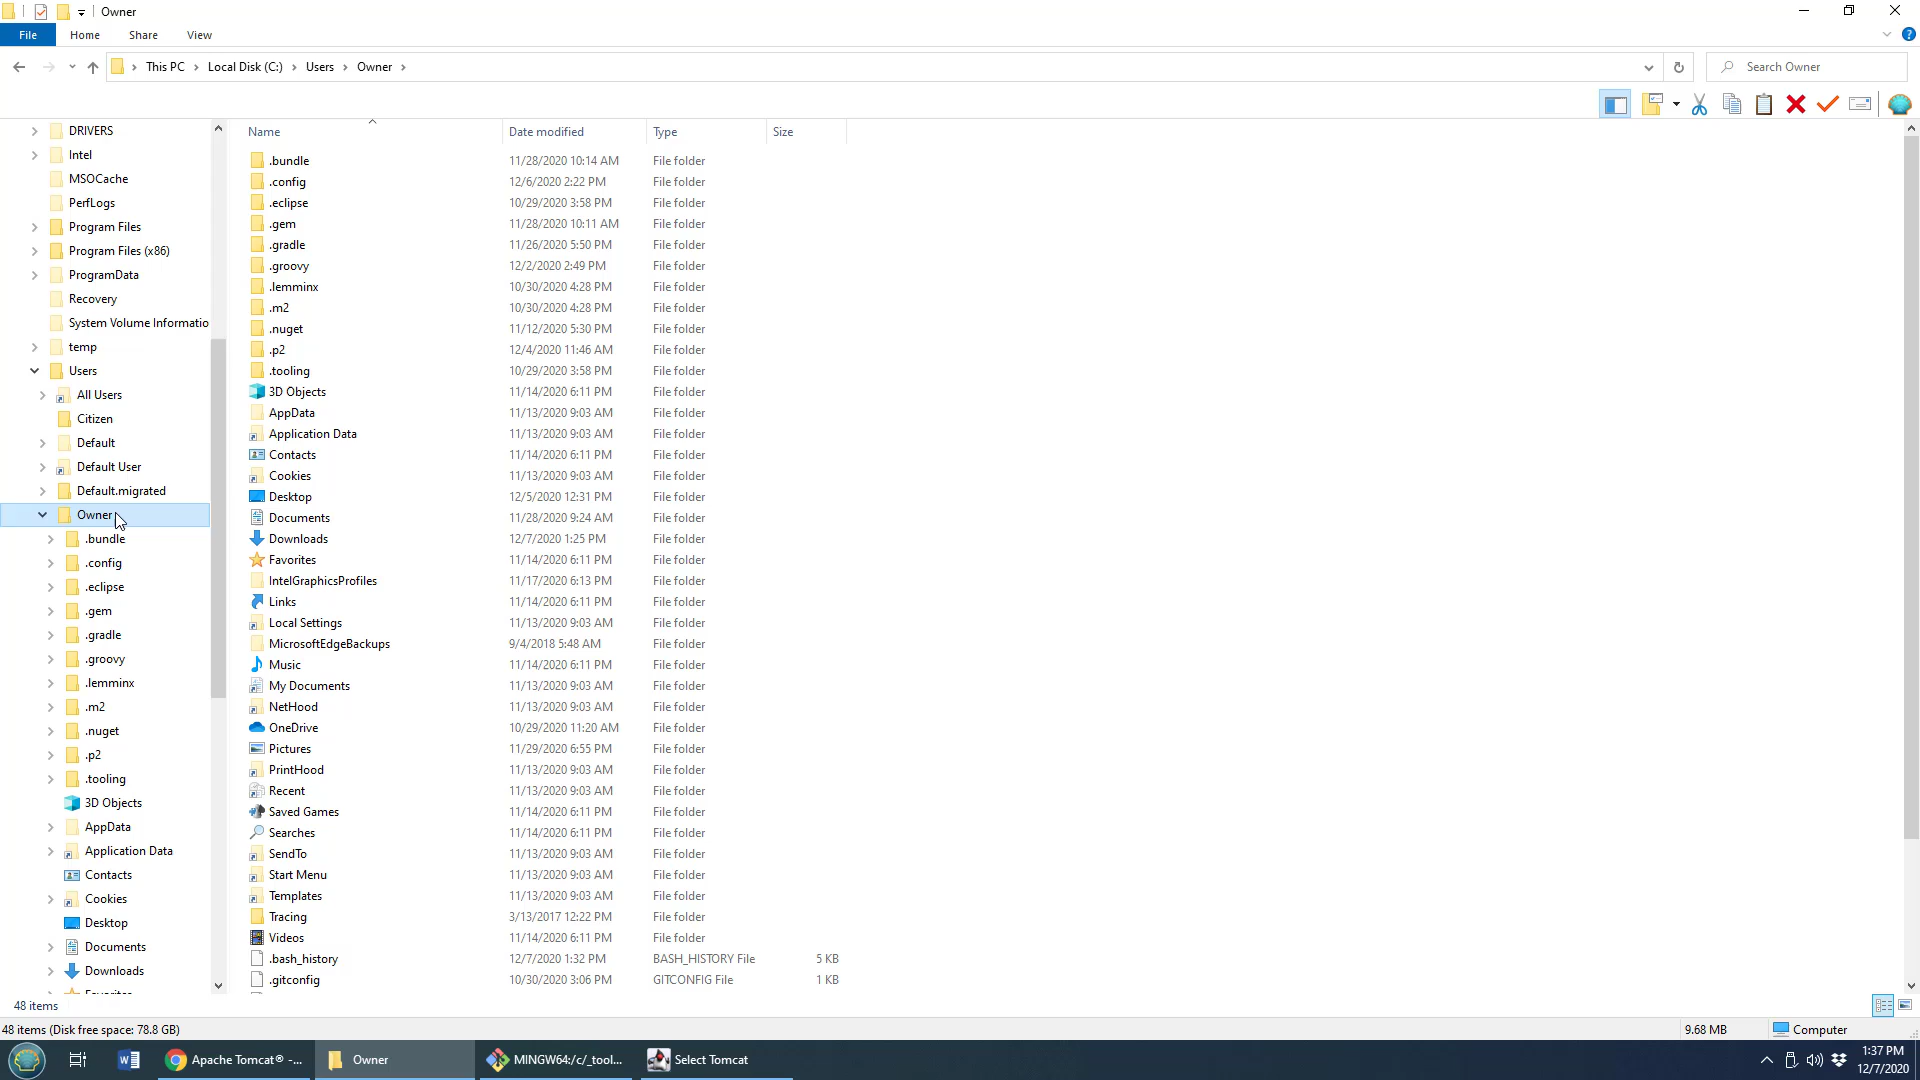 Owner
File Home Share View
This PC Local Disk (C:) Users Owner
Search Owner
DRIVERS
Intel
MSOCache
PerfLogs
Program Files
Program Files (x86)
ProgramData
Recovery
System Volume Informatio
temp
Users
All Users
Citizen
Default
Default User
Default.migrated
Owner
.bundle
.config
.eclipse
.gem
.gradle
.groovy
.lemminx
.m2
.nuget
.p2
.tooling
3D Objects
AppData
Application Data
Contacts
Cookies
Desktop
Documents
Downloads
Name Date modified Type Size
.bundle 11/28/2020 10:14 AM File folder
.config 12/6/2020 2:22 PM File folder
.eclipse 10/29/2020 3:58 PM File folder
.gem 11/28/2020 10:11 AM File folder
.gradle 11/26/2020 5:50 PM File folder
.groovy 12/2/2020 2:49 PM File folder
.lemminx 10/30/2020 4:28 PM File folder
.m2 10/30/2020 4:28 PM File folder
.nuget 11/12/2020 5:30 PM File folder
.p2 12/4/2020 11:46 AM File folder
.tooling 10/29/2020 3:58 PM File folder
3D Objects 11/14/2020 6:11 PM File folder
AppData 11/13/2020 9:03 AM File folder
Application Data 11/13/2020 9:03 AM File folder
Contacts 11/14/2020 6:11 PM File folder
Cookies 11/13/2020 9:03 AM File folder
Desktop 12/5/2020 12:31 PM File folder
Documents 11/28/2020 9:24 AM File folder
Downloads 12/7/2020 1:25 PM File folder
Favorites 11/14/2020 6:11 PM File folder
IntelGraphicsProfiles 11/17/2020 6:13 PM File folder
Links 11/14/2020 6:11 PM File folder
Local Settings 11/13/2020 9:03 AM File folder
MicrosoftEdgeBackups 9/4/2018 5:48 AM File folder
Music 11/14/2020 6:11 PM File folder
My Documents 11/13/2020 9:03 AM File folder
NetHood 11/13/2020 9:03 AM File folder
OneDrive 10/29/2020 11:20 AM File folder
Pictures 11/29/2020 6:55 PM File folder
PrintHood 11/13/2020 9:03 AM File folder
Recent 11/13/2020 9:03 AM File folder
Saved Games 11/14/2020 6:11 PM File folder
Searches 11/14/2020 6:11 PM File folder
SendTo 11/13/2020 9:03 AM File folder
Start Menu 11/13/2020 9:03 AM File folder
Templates 11/13/2020 9:03 AM File folder
Tracing 3/13/2017 12:22 PM File folder
Videos 11/14/2020 6:11 PM File folder
.bash_history 12/7/2020 1:32 PM BASH_HISTORY File 5 KB
.gitconfig 10/30/2020 3:06 PM GITCONFIG File 1 KB
48 items
48 items (Disk free space: 78.8 GB) 9.68 MB Computer
Apache Tomcat® -... Owner MINGW64:/c/_tool... Select Tomcat
1:37 PM
12/7/2020